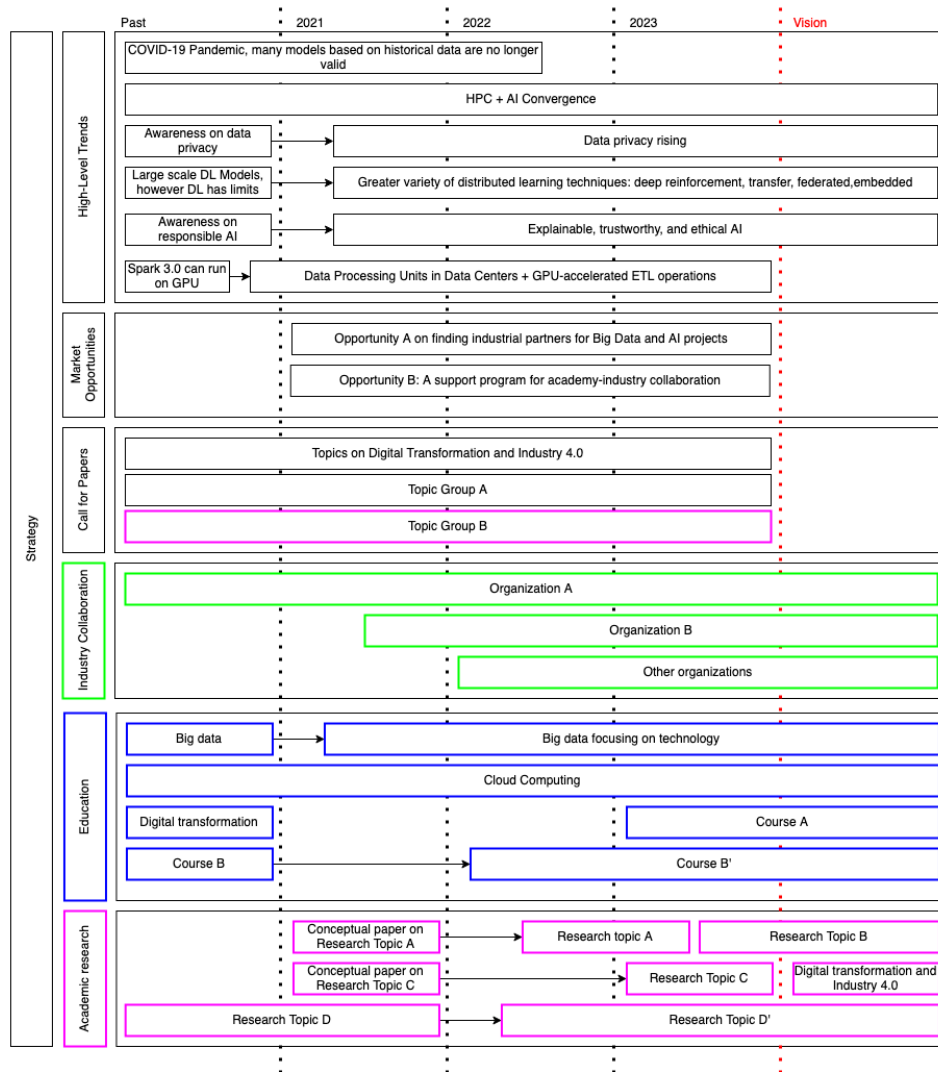 Past
2021
2022
2023
Vision
Strategy
High-Level Trends
COVID-19 Pandemic, many models based on historical data are no longer
valid
HPC + AI Convergence
Awareness on data
privacy
Data privacy rising
Large scale DL Models,
however DL has limits
Greater variety of distributed learning techniques: deep reinforcement, transfer, federated,embedded
Awareness on
responsible AI
Explainable, trustworthy, and ethical AI
Spark 3.0 can run
on GPU
Data Processing Units in Data Centers + GPU-accelerated ETL operations
Market
Opportunities
Opportunity A on finding industrial partners for Big Data and AI projects
Opportunity B: A support program for academy-industry collaboration
Call for Papers
Topics on Digital Transformation and Industry 4.0
Topic Group A
Topic Group B
Industry Collaboration
Organization A
Organization B
Other organizations
Education
Big data
Big data focusing on technology
Cloud Computing
Digital transformation
Course A
Course B
Course B'
Academic research
Conceptual paper on
Research Topic A
Research topic A
Research Topic B
Conceptual paper on
Research Topic C
Research Topic C
Digital transformation and
Industry 4.0
Research Topic D
Research Topic D'